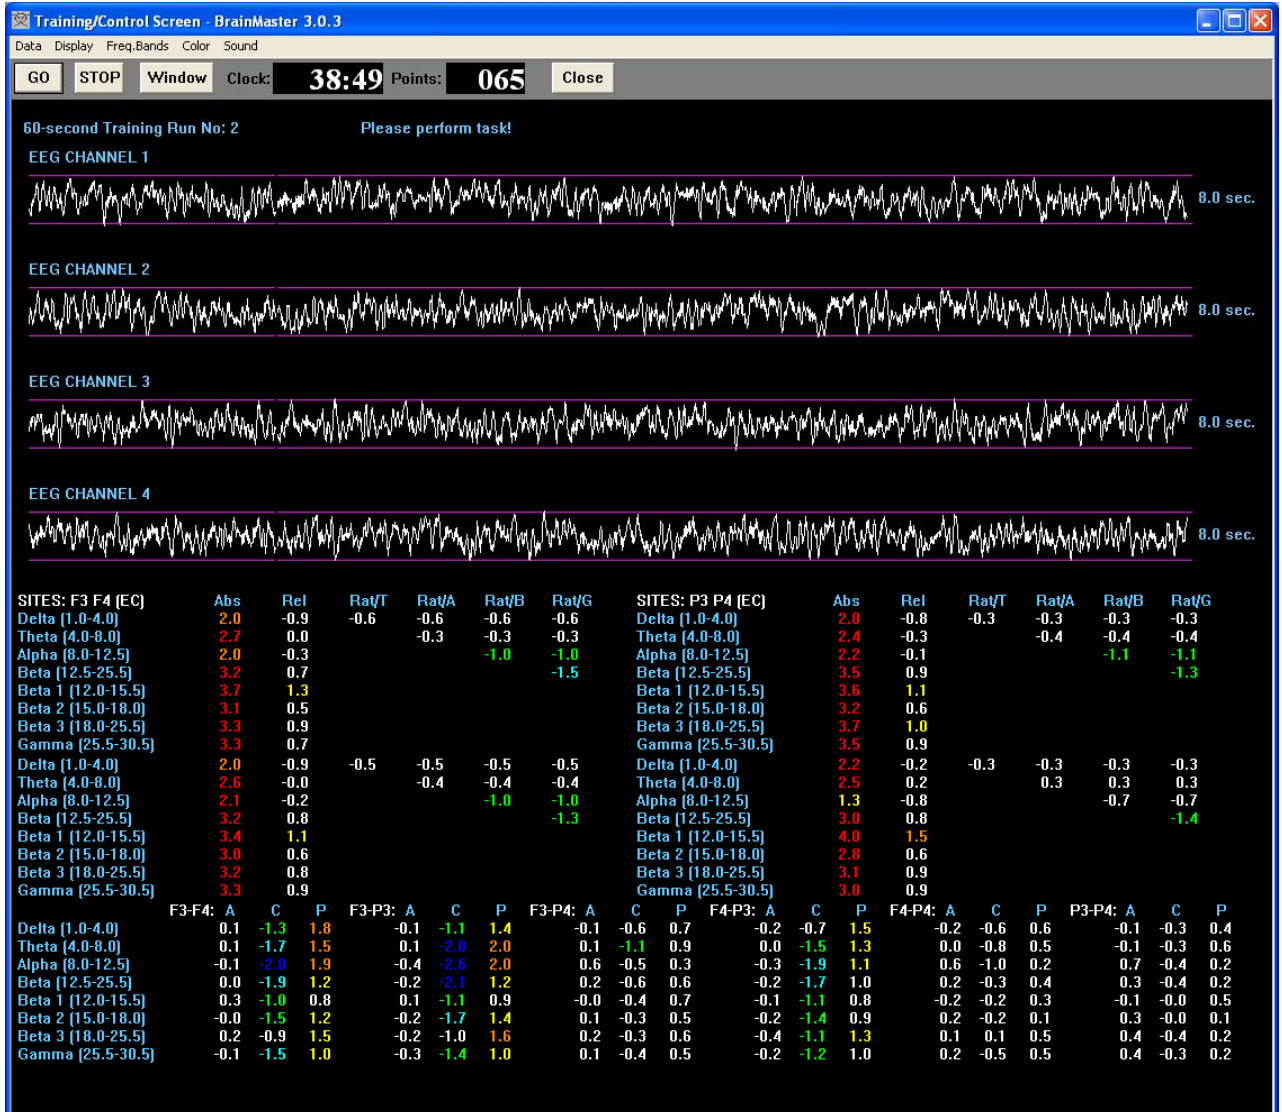 Training/Control Screen - BrainMaster 3.0.3
Data Display Freq.Bands Color Sound
GO STOP Window Clock: 38:49 Points: 065 Close
60-second Training Run No: 2 Please perform task!
EEG CHANNEL 1
8.0 sec.
EEG CHANNEL 2
8.0 sec.
EEG CHANNEL 3
8.0 sec.
EEG CHANNEL 4
8.0 sec.
SITES: F3 F4 (EC) Abs Rel Rat/T Rat/A Rat/B Rat/G SITES: P3 P4 (EC) Abs Rel Rat/T Rat/A Rat/B Rat/G
Delta (1.0-4.0) 2.0 -0.9 -0.6 -0.6 -0.6 -0.6 Delta (1.0-4.0) 2.0 -0.8 -0.3 -0.3 -0.3 -0.3
Theta (4.0-8.0) 2.7 0.0 -0.3 -0.3 -0.3 Theta (4.0-8.0) 2.4 -0.3 -0.4 -0.4 -0.4
Alpha (8.0-12.5) 2.0 -0.3 -1.0 -1.0 Alpha (8.0-12.5) 2.2 -0.1 -1.1 -1.1
Beta (12.5-25.5) 3.2 0.7 -1.5 Beta (12.5-25.5) 3.5 0.9 -1.3
Beta 1 (12.0-15.5) 3.7 1.3 Beta 1 (12.0-15.5) 3.6 1.1
Beta 2 (15.0-18.0) 3.1 0.5 Beta 2 (15.0-18.0) 3.2 0.6
Beta 3 (18.0-25.5) 3.3 0.9 Beta 3 (18.0-25.5) 3.7 1.0
Gamma (25.5-30.5) 3.3 0.7 Gamma (25.5-30.5) 3.5 0.9
Delta (1.0-4.0) 2.0 -0.9 -0.5 -0.5 -0.5 -0.5 Delta (1.0-4.0) 2.2 -0.2 -0.3 -0.3 -0.3 -0.3
Theta (4.0-8.0) 2.6 -0.0 -0.4 -0.4 -0.4 Theta (4.0-8.0) 2.5 0.2 0.3 0.3 0.3
Alpha (8.0-12.5) 2.1 -0.2 -1.0 -1.0 Alpha (8.0-12.5) 1.3 -0.8 -0.7 -0.7
Beta (12.5-25.5) 3.2 0.8 -1.3 Beta (12.5-25.5) 3.0 0.8 -1.4
Beta 1 (12.0-15.5) 3.4 1.1 Beta 1 (12.0-15.5) 4.0 1.5
Beta 2 (15.0-18.0) 3.0 0.6 Beta 2 (15.0-18.0) 2.8 0.6
Beta 3 (18.0-25.5) 3.2 0.8 Beta 3 (18.0-25.5) 3.1 0.9
Gamma (25.5-30.5) 3.3 0.9 Gamma (25.5-30.5) 3.0 0.9
F3-F4: A C P F3-P3: A C P F3-P4: A C P F4-P3: A C P F4-P4: A C P P3-P4: A C P
Delta (1.0-4.0) 0.1 -1.3 1.8 -0.1 -1.1 1.4 -0.1 -0.6 0.7 -0.2 -0.7 1.5 -0.2 -0.6 0.6 -0.1 -0.3 0.4
Theta (4.0-8.0) 0.1 -1.7 1.5 0.1 -2.0 2.0 0.1 -1.1 0.9 0.0 -1.5 1.3 0.0 -0.8 0.5 -0.1 -0.3 0.6
Alpha (8.0-12.5) -0.1 -2.0 1.9 -0.4 -2.6 2.0 0.6 -0.5 0.3 -0.3 -1.9 1.1 0.6 -1.0 0.2 0.7 -0.4 0.2
Beta (12.5-25.5) 0.0 -1.9 1.2 -0.2 -2.1 1.2 0.2 -0.6 0.6 -0.2 -1.7 1.0 0.2 -0.3 0.4 0.3 -0.4 0.2
Beta 1 (12.0-15.5) 0.3 -1.0 0.8 0.1 -1.1 0.9 -0.0 -0.4 0.7 -0.1 -1.1 0.8 -0.2 -0.2 0.3 -0.1 -0.0 0.5
Beta 2 (15.0-18.0) -0.0 -1.5 1.2 -0.2 -1.7 1.4 0.1 -0.3 0.5 -0.2 -1.4 0.9 0.2 -0.2 0.1 0.3 -0.0 0.1
Beta 3 (18.0-25.5) 0.2 -0.9 1.5 -0.2 -1.0 1.6 0.2 -0.3 0.6 -0.4 -1.1 1.3 0.1 0.1 0.5 0.4 -0.4 0.2
Gamma (25.5-30.5) -0.1 -1.5 1.0 -0.3 -1.4 1.0 0.1 -0.4 0.5 -0.2 -1.2 1.0 0.2 -0.5 0.5 0.4 -0.3 0.2